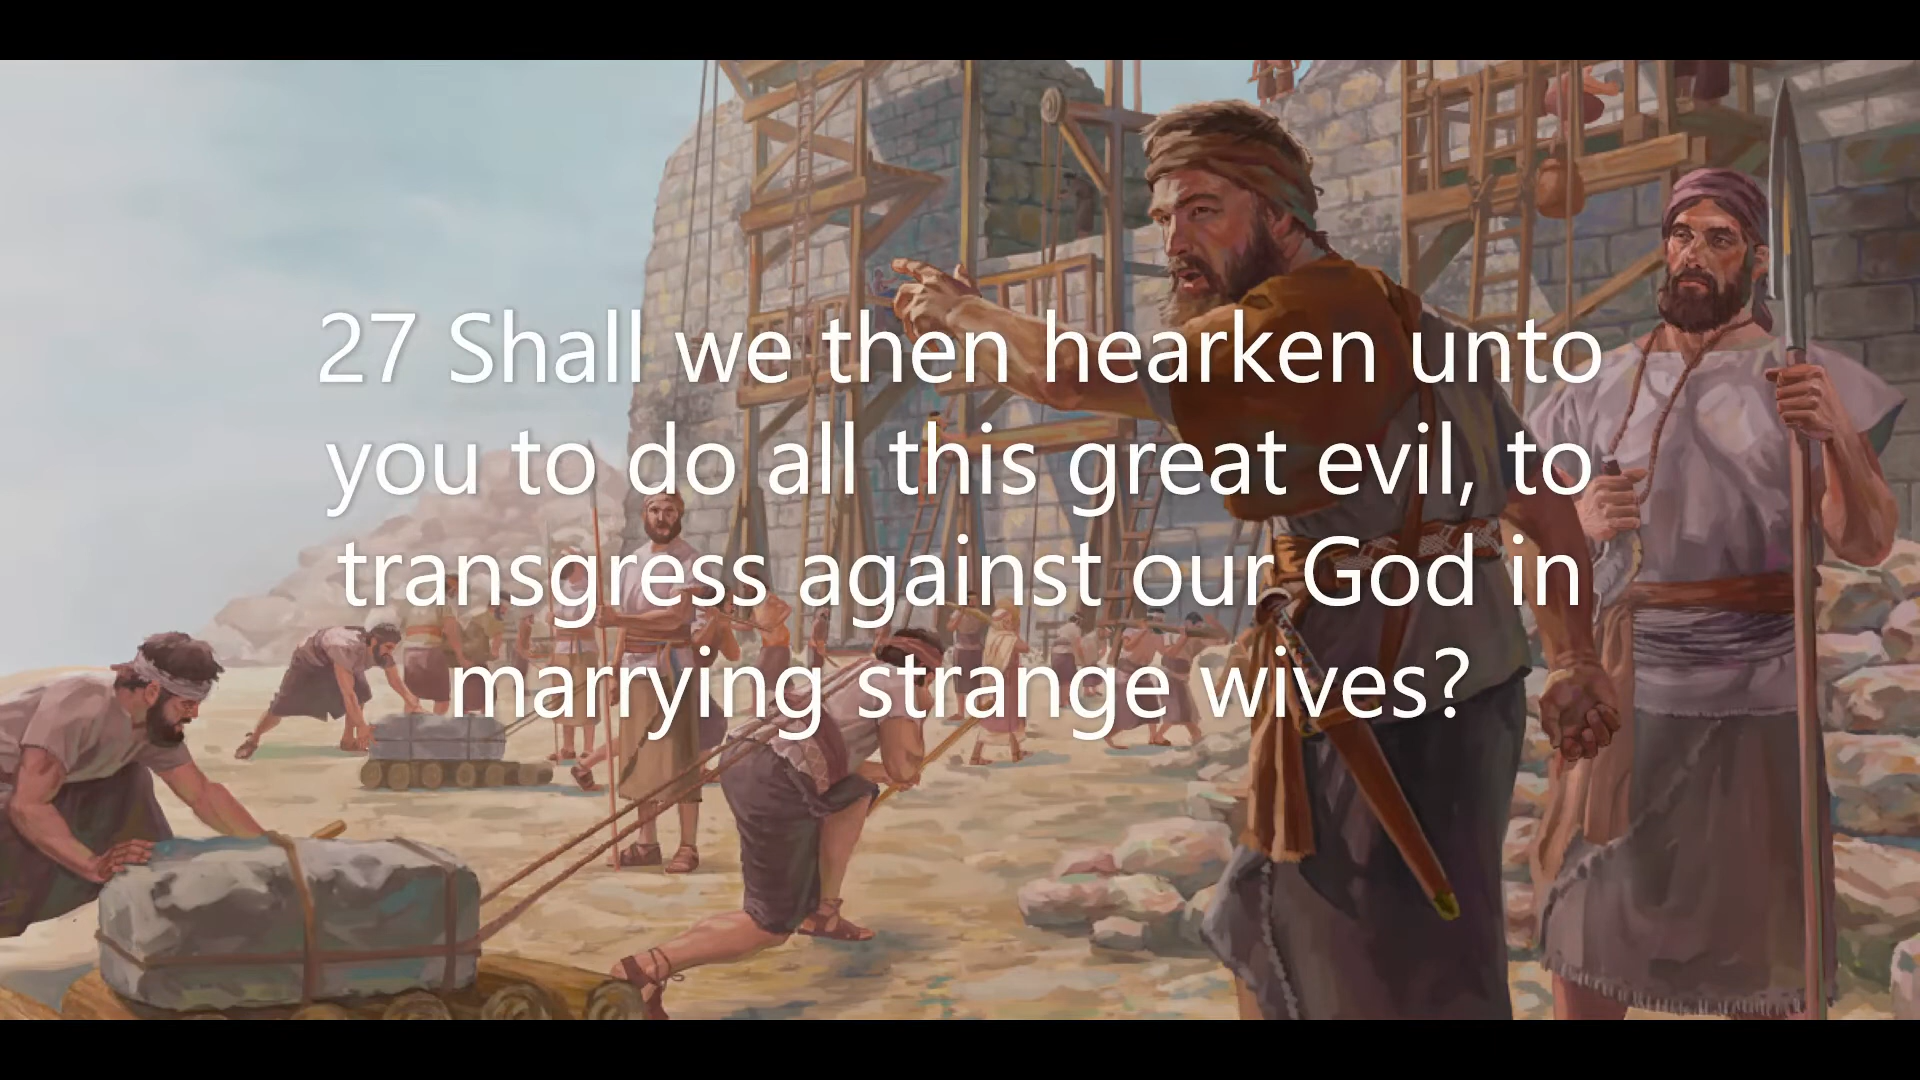 27 Shall we then hearken unto
you to do all this great evil, to
transgress against our God in
marrying strange wives?